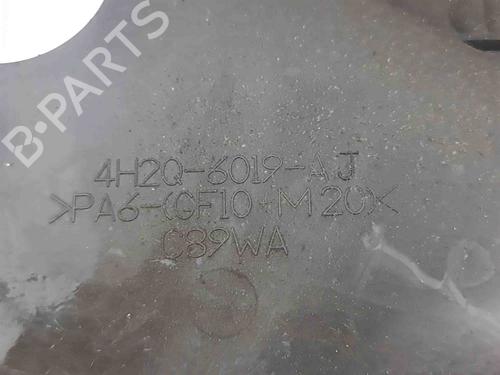 B-PARTS
4H2Q-6019-AJ
>PA6-(GF10+M20)<
C89WA